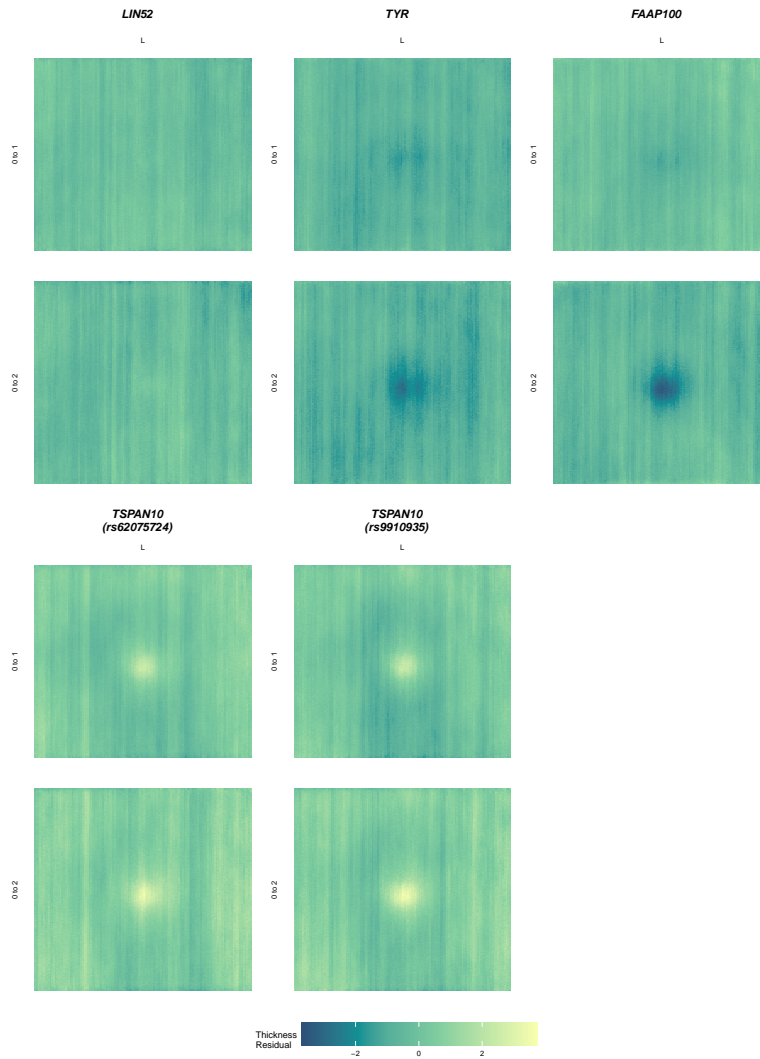 LIN52 TYR FAAP100
L L L
0 to 1 0 to 1 0 to 1
0 to 2 0 to 2 0 to 2
TSPAN10 TSPAN10
(rs62075724) (rs9910935)
L L
0 to 1 0 to 1
0 to 2 0 to 2
Thickness
Residual
−2 0 2